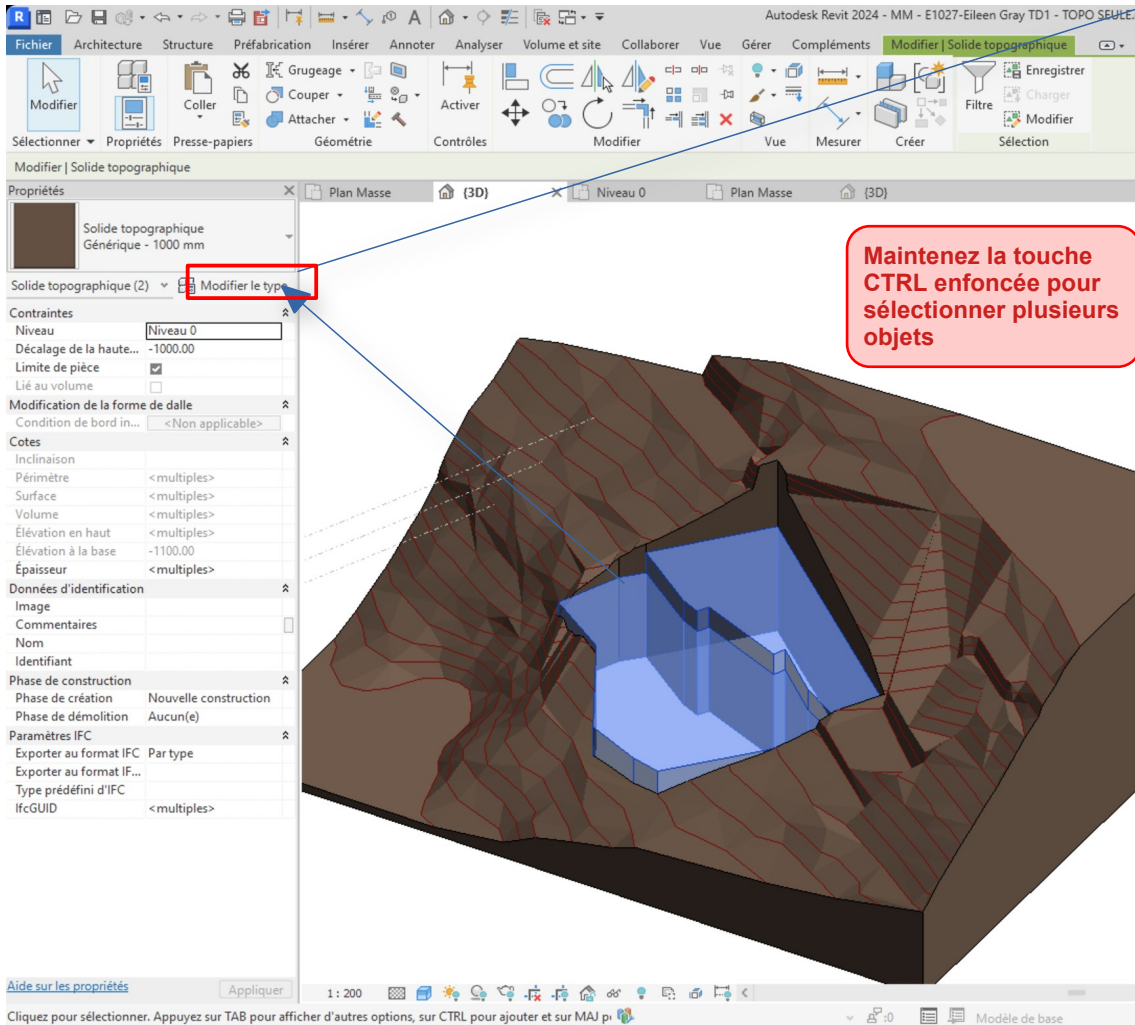 Autodesk Revit 2024 - MM - E1027-Eileen Gray TD1 - TOPO SEULE.
Fichier Architecture Structure Préfabrication Insérer Annoter Analyser Volume et site Collaborer Vue Gérer Compléments Modifier | Solide topographique
Modifier
Coller
Grugeage
Couper
Attacher
Activer
Filtre
Enregistrer
Charger
Modifier
Sélectionner Propriétés Presse-papiers Géométrie Contrôles Modifier Vue Mesurer Créer Sélection
Modifier | Solide topographique
Propriétés
Plan Masse {3D} Niveau 0 Plan Masse {3D}
Solide topographique
Générique - 1000 mm
Solide topographique (2) Modifier le type
Contraintes
Niveau Niveau 0
Décalage de la haute... -1000.00
Limite de pièce
Lié au volume
Modification de la forme de dalle
Condition de bord in... <Non applicable>
Cotes
Inclinaison
Périmètre <multiples>
Surface <multiples>
Volume <multiples>
Élévation en haut <multiples>
Élévation à la base -1100.00
Épaisseur <multiples>
Données d'identification
Image
Commentaires
Nom
Identifiant
Phase de construction
Phase de création Nouvelle construction
Phase de démolition Aucun(e)
Paramètres IFC
Exporter au format IFC Par type
Exporter au format IF...
Type prédéfini d'IFC
IfcGUID <multiples>
Maintenez la touche
CTRL enfoncée pour
sélectionner plusieurs
objets
Aide sur les propriétés Appliquer
1 : 200
Cliquez pour sélectionner. Appuyez sur TAB pour afficher d'autres options, sur CTRL pour ajouter et sur MAJ p
:0 Modèle de base